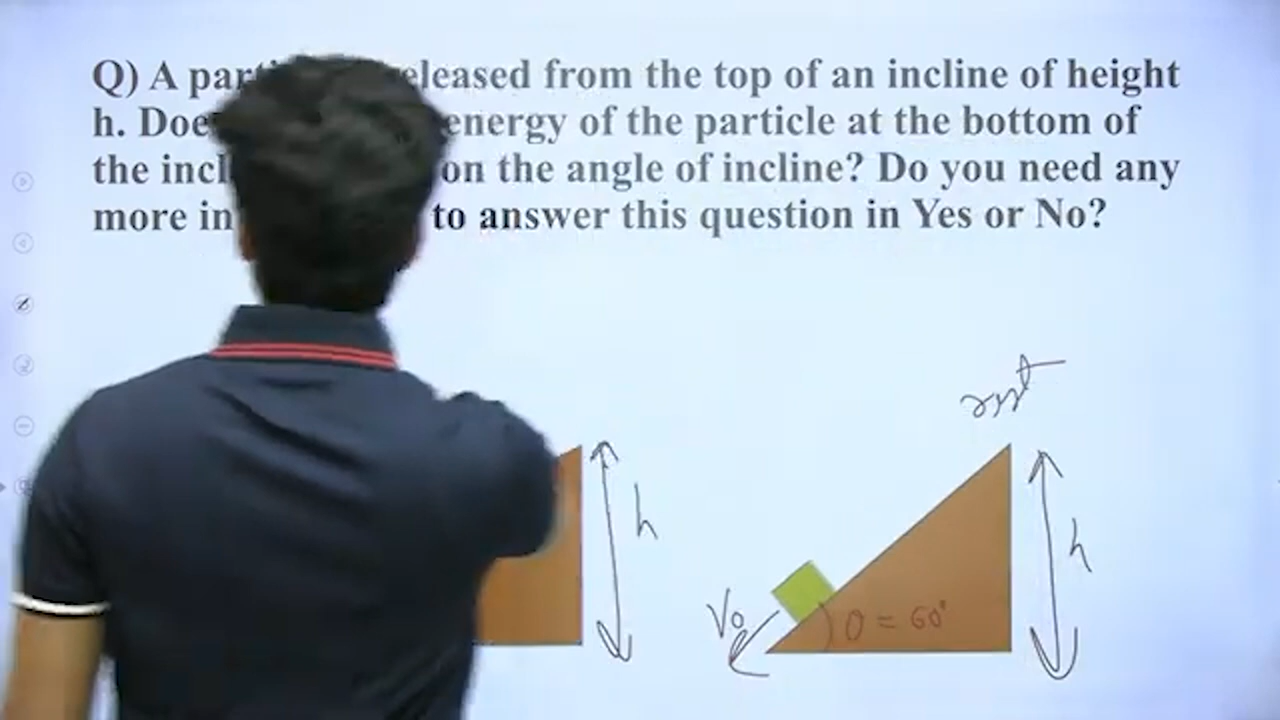 Q) A par eleased from the top of an incline of height
h. Doe energy of the particle at the bottom of
the incl on the angle of incline? Do you need any
more in to answer this question in Yes or No?
rest
h
h
V₀
θ = 60°